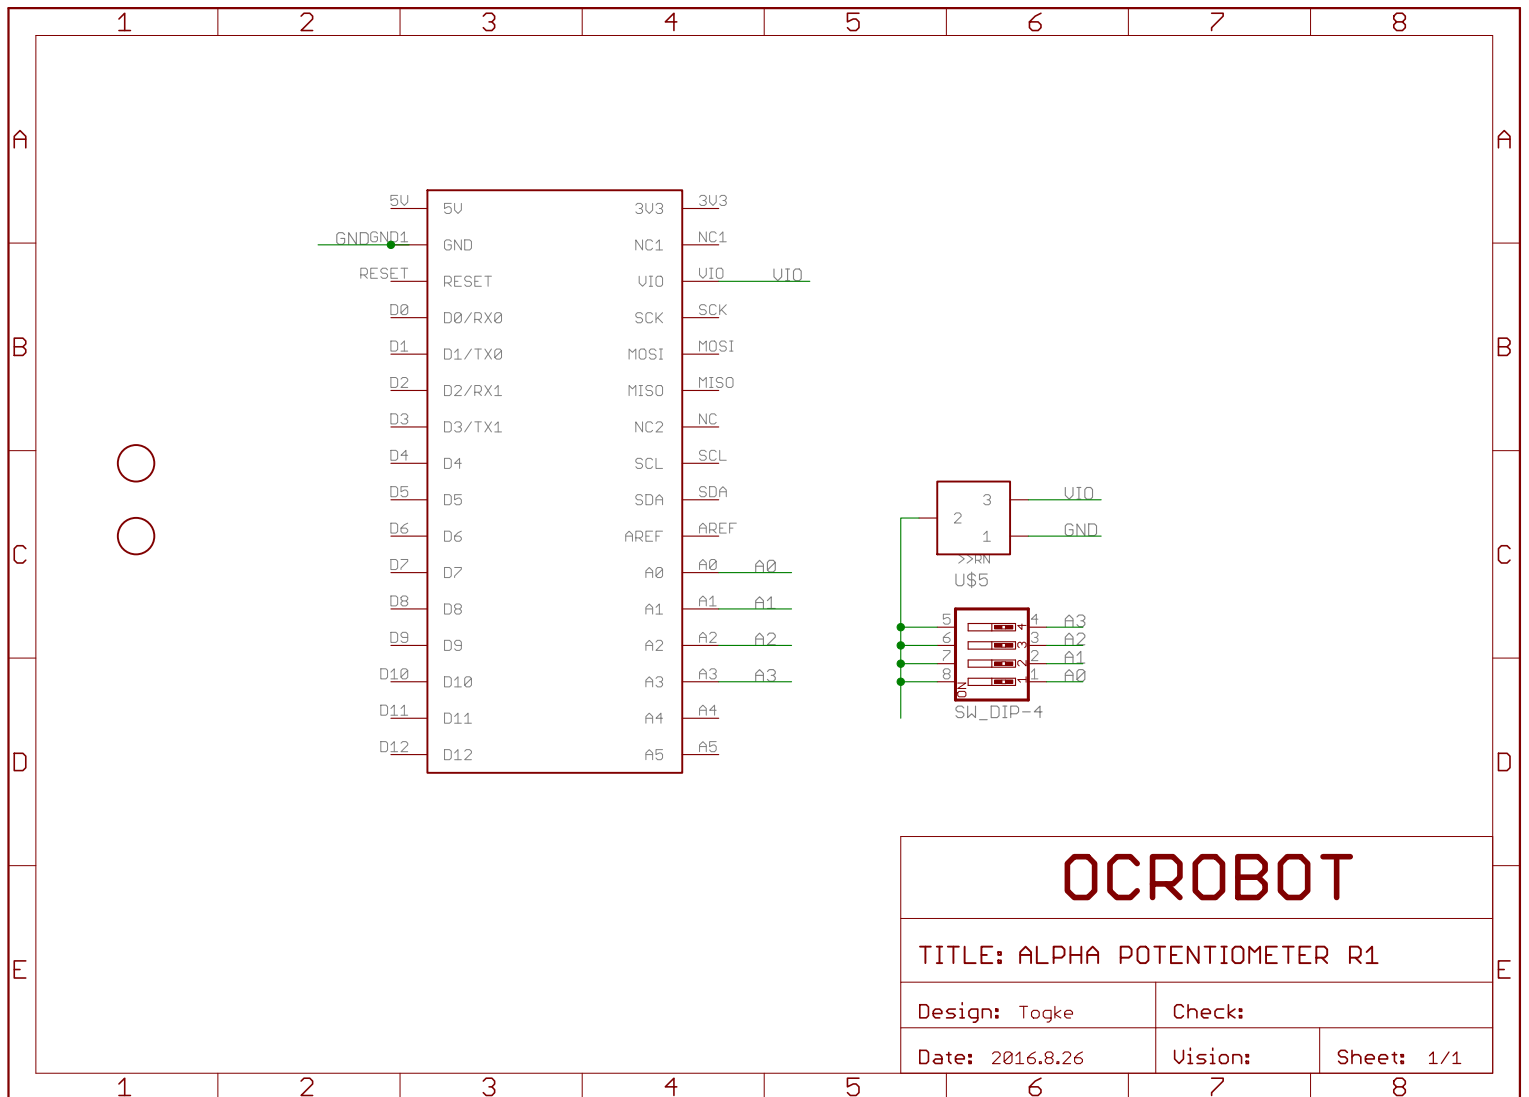 1 2 3 4 5 6 7 8
A A
B B
C C
D D
E E
5V 5V 3V3 3V3
GND GND1 GND NC1 NC1
RESET RESET VIO VIO VIO
D0 D0/RX0 SCK SCK
D1 D1/TX0 MOSI MOSI
D2 D2/RX1 MISO MISO
D3 D3/TX1 NC2 NC
D4 D4 SCL SCL
D5 D5 SDA SDA
D6 D6 AREF AREF
D7 D7 A0 A0 A0
D8 D8 A1 A1 A1
D9 D9 A2 A2 A2
D10 D10 A3 A3 A3
D11 D11 A4 A4
D12 D12 A5 A5
3 VIO
2
1 GND
>>RN
U$5
5 4 4 A3
6 3 3 A2
7 2 2 A1
8 1 1 A0
ON
SW_DIP-4
OCROBOT
TITLE: ALPHA POTENTIOMETER R1
Design: Togke Check:
Date: 2016.8.26 Vision: Sheet: 1/1
1 2 3 4 5 6 7 8